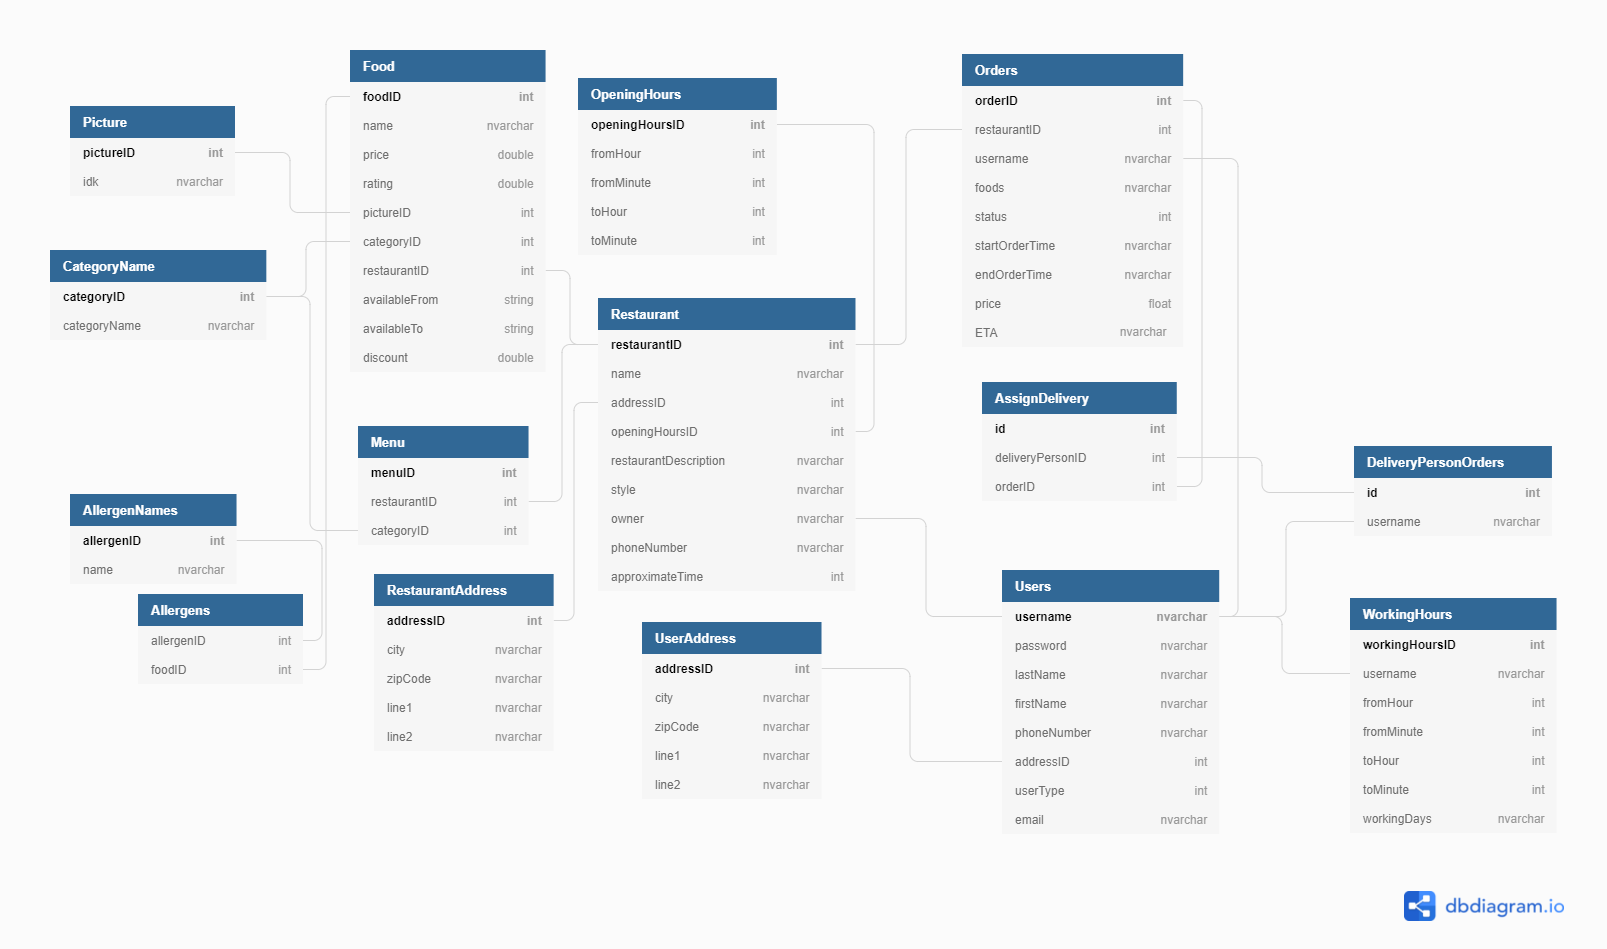 Food
foodID int
name nvarchar
price double
rating double
pictureID int
categoryID int
restaurantID int
availableFrom string
availableTo string
discount double
OpeningHours
openingHoursID int
fromHour int
fromMinute int
toHour int
toMinute int
Orders
orderID int
restaurantID int
username nvarchar
foods nvarchar
status int
startOrderTime nvarchar
endOrderTime nvarchar
price float
ETA nvarchar
Picture
pictureID int
idk nvarchar
CategoryName
categoryID int
categoryName nvarchar
Restaurant
restaurantID int
name nvarchar
addressID int
openingHoursID int
restaurantDescription nvarchar
style nvarchar
owner nvarchar
phoneNumber nvarchar
approximateTime int
AssignDelivery
id int
deliveryPersonID int
orderID int
Menu
menuID int
restaurantID int
categoryID int
DeliveryPersonOrders
id int
username nvarchar
AllergenNames
allergenID int
name nvarchar
Allergens
allergenID int
foodID int
RestaurantAddress
addressID int
city nvarchar
zipCode nvarchar
line1 nvarchar
line2 nvarchar
UserAddress
addressID int
city nvarchar
zipCode nvarchar
line1 nvarchar
line2 nvarchar
Users
username nvarchar
password nvarchar
lastName nvarchar
firstName nvarchar
phoneNumber nvarchar
addressID int
userType int
email nvarchar
WorkingHours
workingHoursID int
username nvarchar
fromHour int
fromMinute int
toHour int
toMinute int
workingDays nvarchar
dbdiagram.io